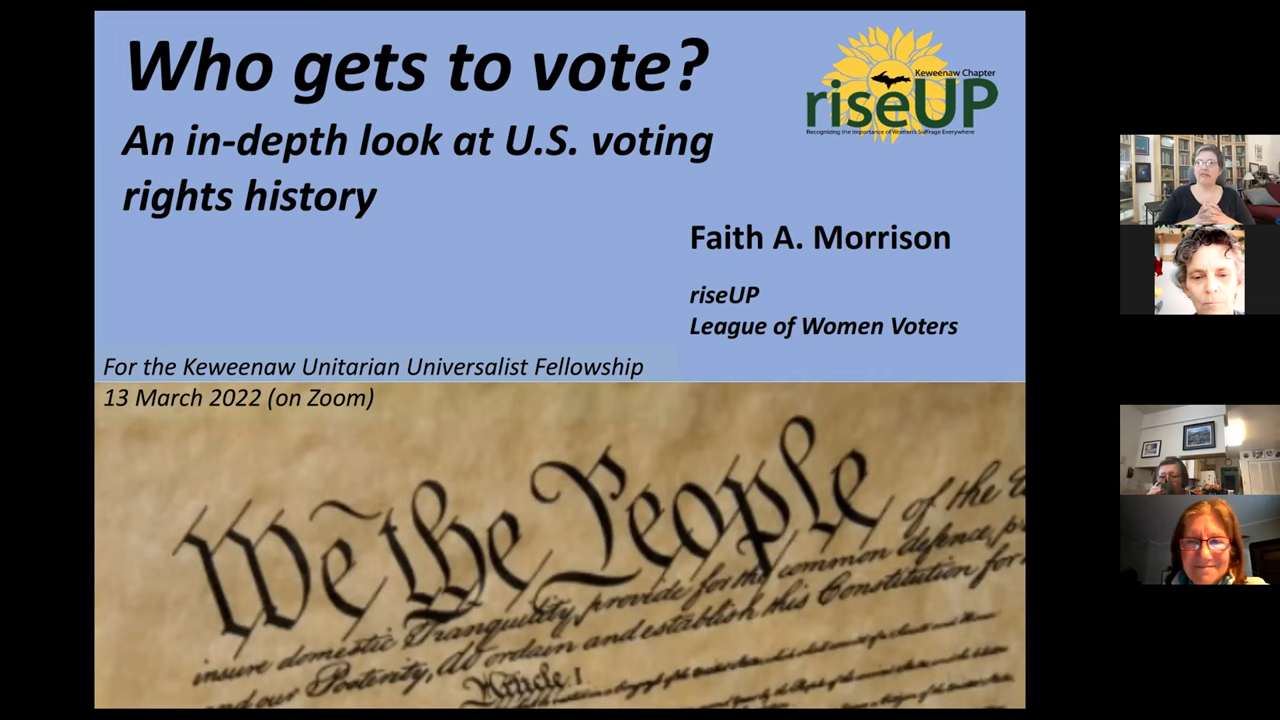 Who gets to vote?
An in-depth look at U.S. voting
rights history
Keweenaw Chapter
riseUP
Recognizing the Importance of Women's Suffrage Everywhere
Faith A. Morrison
riseUP
League of Women Voters
For the Keweenaw Unitarian Universalist Fellowship
13 March 2022 (on Zoom)
We the People
of the
insure domestic Tranquility, provide for the common defence,
and our Posterity, do ordain and establish this Constitution for
Article I